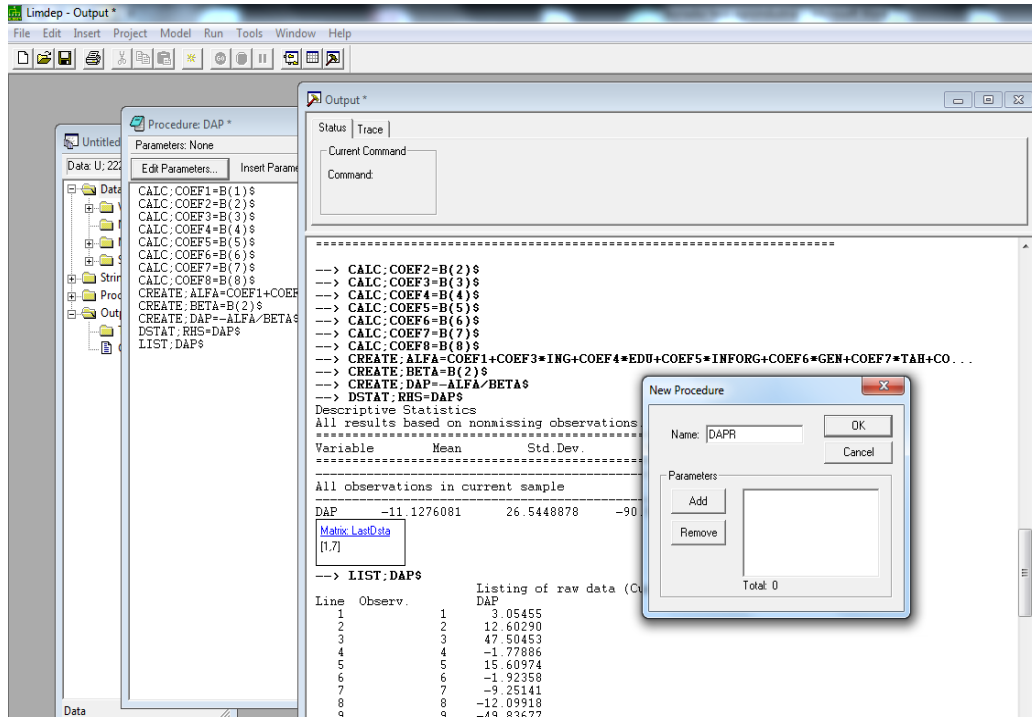 Limdep - Output *
File Edit Insert Project Model Run Tools Window Help
Output *
Status Trace
Current Command
Command:
Procedure: DAP *
Parameters: None
Edit Parameters... Insert Parame
CALC;COEF1=B(1)$
CALC;COEF2=B(2)$
CALC;COEF3=B(3)$
CALC;COEF4=B(4)$
CALC;COEF5=B(5)$
CALC;COEF6=B(6)$
CALC;COEF7=B(7)$
CALC;COEF8=B(8)$
CREATE;ALFA=COEF1+COEF
CREATE;BETA=B(2)$
CREATE;DAP=-ALFA/BETA$
DSTAT;RHS=DAP$
LIST;DAP$
Untitled
Data: U; 222
Data
Strin
Proc
Outp
Data
--> CALC;COEF2=B(2)$
--> CALC;COEF3=B(3)$
--> CALC;COEF4=B(4)$
--> CALC;COEF5=B(5)$
--> CALC;COEF6=B(6)$
--> CALC;COEF7=B(7)$
--> CALC;COEF8=B(8)$
--> CREATE;ALFA=COEF1+COEF3*ING+COEF4*EDU+COEF5*INFORG+COEF6*GEN+COEF7*TAH+CO...
--> CREATE;BETA=B(2)$
--> CREATE;DAP=-ALFA/BETA$
--> DSTAT;RHS=DAP$
Descriptive Statistics
All results based on nonmissing observations.
Variable Mean Std.Dev.
All observations in current sample
DAP -11.1276081 26.5448878 -90.
Matrix: LastDsta
[1,7]
--> LIST;DAP$
Listing of raw data (Cu
Line Observ. DAP
1 1 3.05455
2 2 12.60290
3 3 47.50453
4 4 -1.77886
5 5 15.60974
6 6 -1.92358
7 7 -9.25141
8 8 -12.09918
9 9 -49.83677
New Procedure
Name: DAPR
OK
Cancel
Parameters
Add
Remove
Total: 0